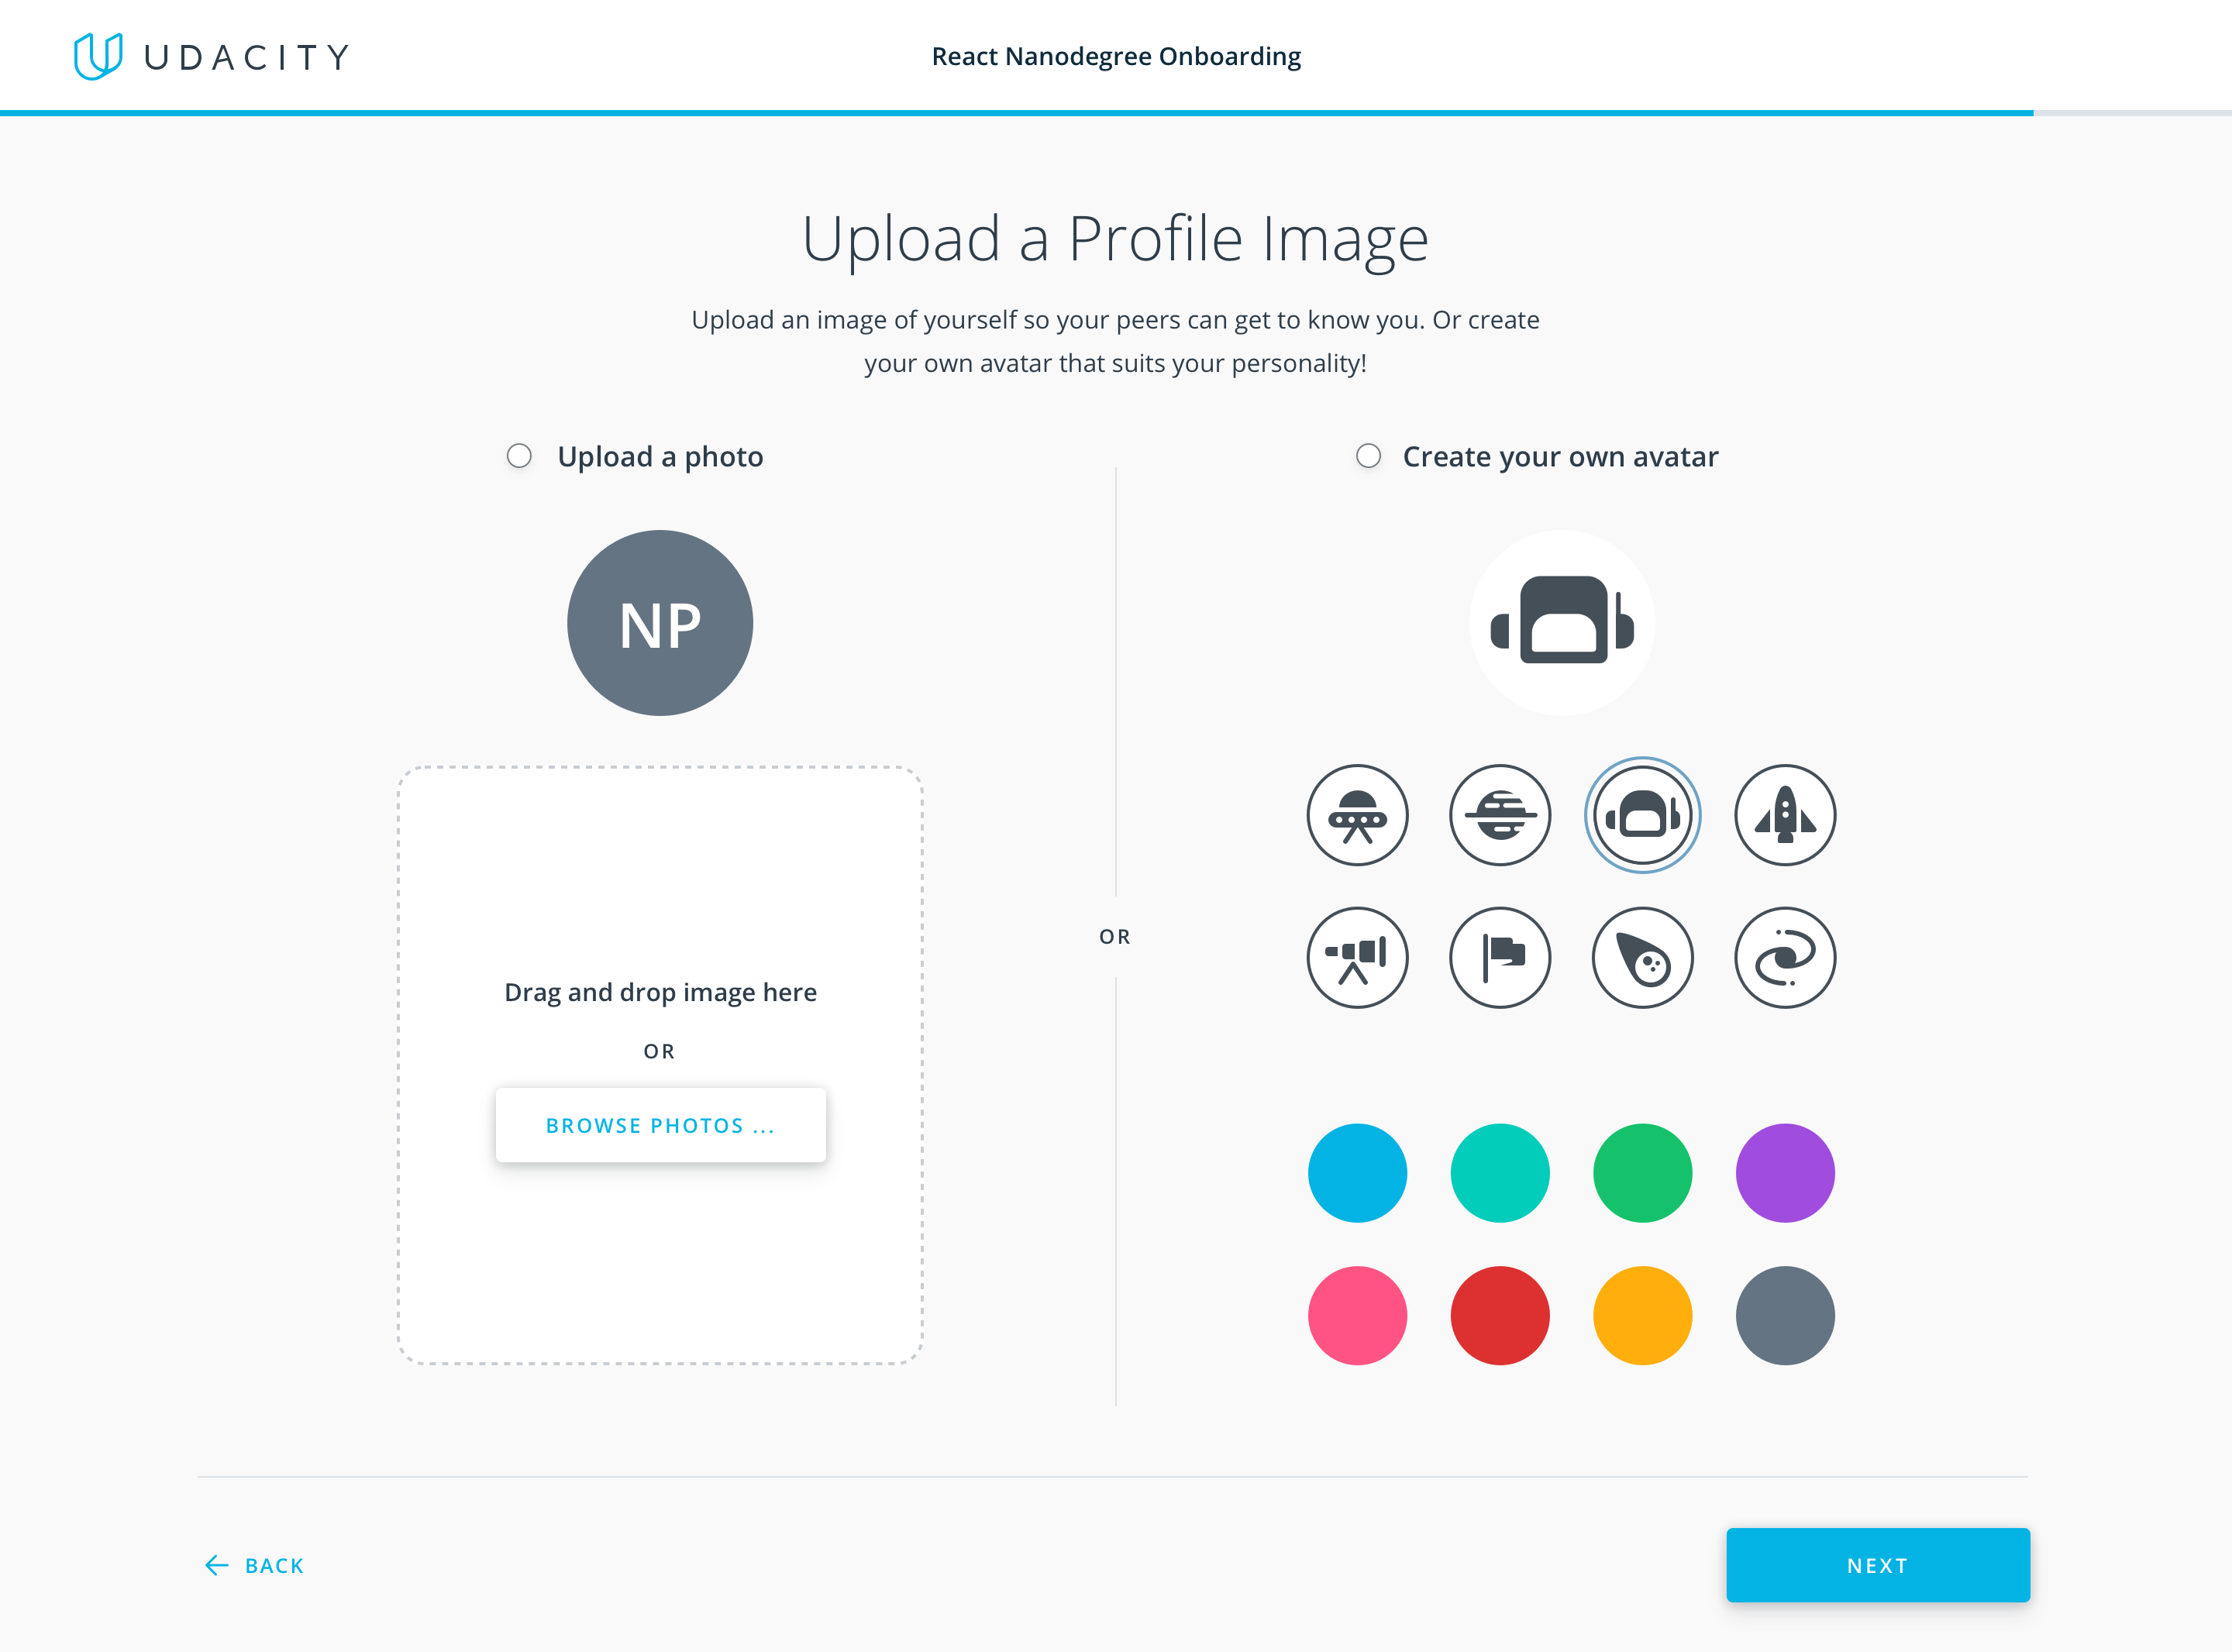 UDACITY
React Nanodegree Onboarding
Upload a Profile Image
Upload an image of yourself so your peers can get to know you. Or create
your own avatar that suits your personality!
Upload a photo
NP
Drag and drop image here
OR
BROWSE PHOTOS ...
OR
Create your own avatar
BACK
NEXT